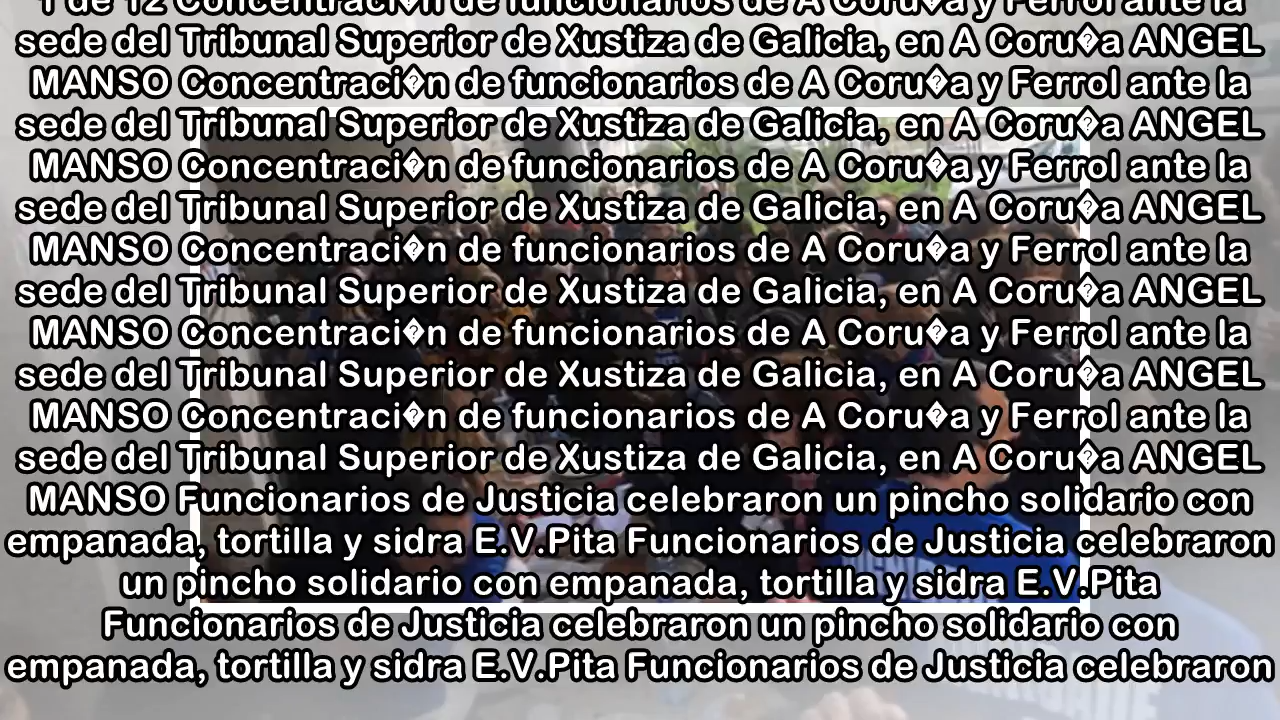 1 de 12 Concentraci�n de funcionarios de A Coru�a y Ferrol ante la
sede del Tribunal Superior de Xustiza de Galicia, en A Coru�a ANGEL
MANSO Concentraci�n de funcionarios de A Coru�a y Ferrol ante la
sede del Tribunal Superior de Xustiza de Galicia, en A Coru�a ANGEL
MANSO Concentraci�n de funcionarios de A Coru�a y Ferrol ante la
sede del Tribunal Superior de Xustiza de Galicia, en A Coru�a ANGEL
MANSO Concentraci�n de funcionarios de A Coru�a y Ferrol ante la
sede del Tribunal Superior de Xustiza de Galicia, en A Coru�a ANGEL
MANSO Concentraci�n de funcionarios de A Coru�a y Ferrol ante la
sede del Tribunal Superior de Xustiza de Galicia, en A Coru�a ANGEL
MANSO Concentraci�n de funcionarios de A Coru�a y Ferrol ante la
sede del Tribunal Superior de Xustiza de Galicia, en A Coru�a ANGEL
MANSO Funcionarios de Justicia celebraron un pincho solidario con
empanada, tortilla y sidra E.V.Pita Funcionarios de Justicia celebraron
un pincho solidario con empanada, tortilla y sidra E.V.Pita
Funcionarios de Justicia celebraron un pincho solidario con
empanada, tortilla y sidra E.V.Pita Funcionarios de Justicia celebraron